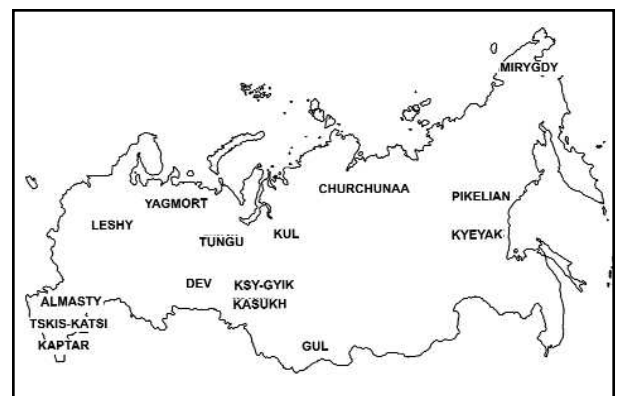 MIRYGDY
CHURCHUNAA
PIKELIAN
YAGMORT
LESHY
KUL
KYEYAK
TUNGU
DEV
KSY-GYIK
ALMASTY
KASUKH
TSKIS-KATSI
KAPTAR
GUL